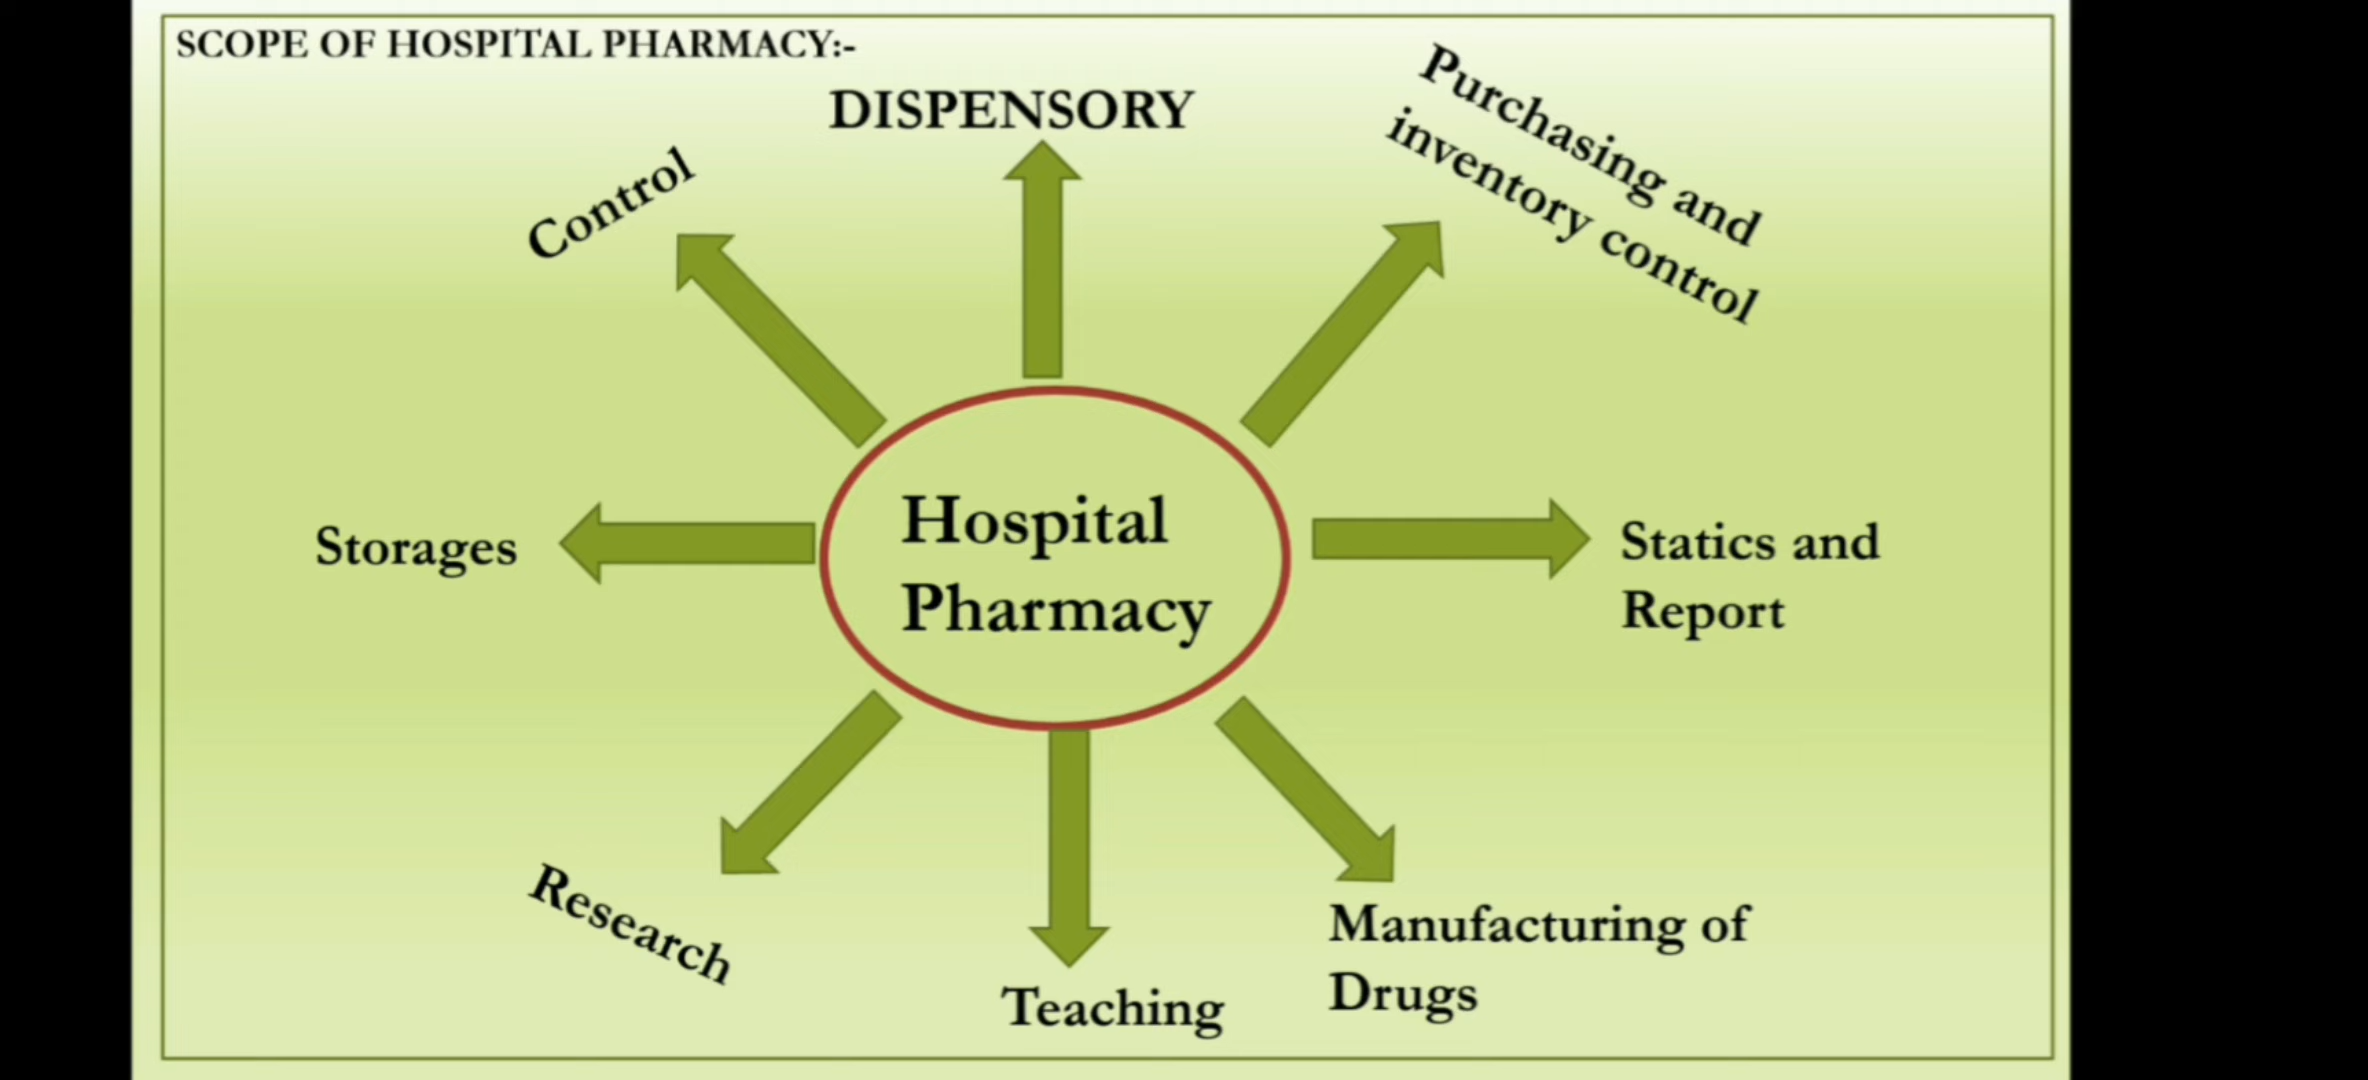 SCOPE OF HOSPITAL PHARMACY:-
DISPENSORY
Purchasing and
inventory control
Control
Storages
Hospital
Pharmacy
Statics and
Report
Research
Teaching
Manufacturing of
Drugs